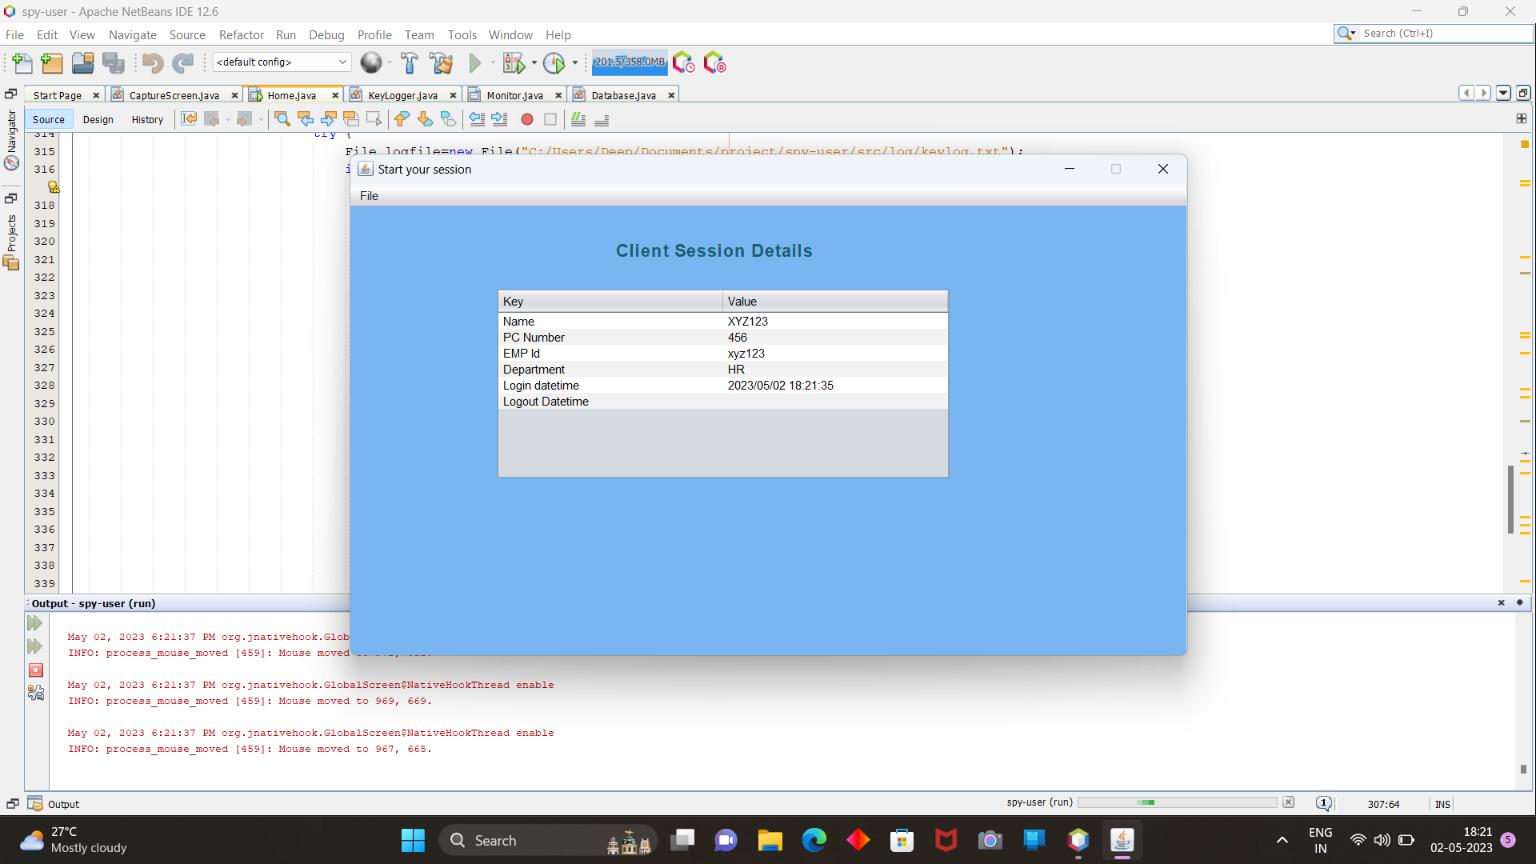 spy-user - Apache NetBeans IDE 12.6
File Edit View Navigate Source Refactor Run Debug Profile Team Tools Window Help
Search (Ctrl+I)
<default config>
201.5/358.0MB
Start Page CaptureScreen.java Home.java KeyLogger.java Monitor.java Database.java
Source Design History
Navigator
Projects
314 try {
315 File logfile=new File("C:/Users/Deep/Documents/project/spy-user/src/log/keylog.txt");
316
318
319
320
321
322
323
324
325
326
327
328
329
330
331
332
333
334
335
336
337
338
339
Start your session
File
Client Session Details
Key Value
Name XYZ123
PC Number 456
EMP Id xyz123
Department HR
Login datetime 2023/05/02 18:21:35
Logout Datetime
Output - spy-user (run)
May 02, 2023 6:21:37 PM org.jnativehook.Glob
INFO: process_mouse_moved [459]: Mouse moved
May 02, 2023 6:21:37 PM org.jnativehook.GlobalScreen$NativeHookThread enable
INFO: process_mouse_moved [459]: Mouse moved to 969, 669.
May 02, 2023 6:21:37 PM org.jnativehook.GlobalScreen$NativeHookThread enable
INFO: process_mouse_moved [459]: Mouse moved to 967, 665.
Output
spy-user (run)
1
307:64
INS
27°C
Mostly cloudy
Search
ENG
IN
18:21
02-05-2023
5